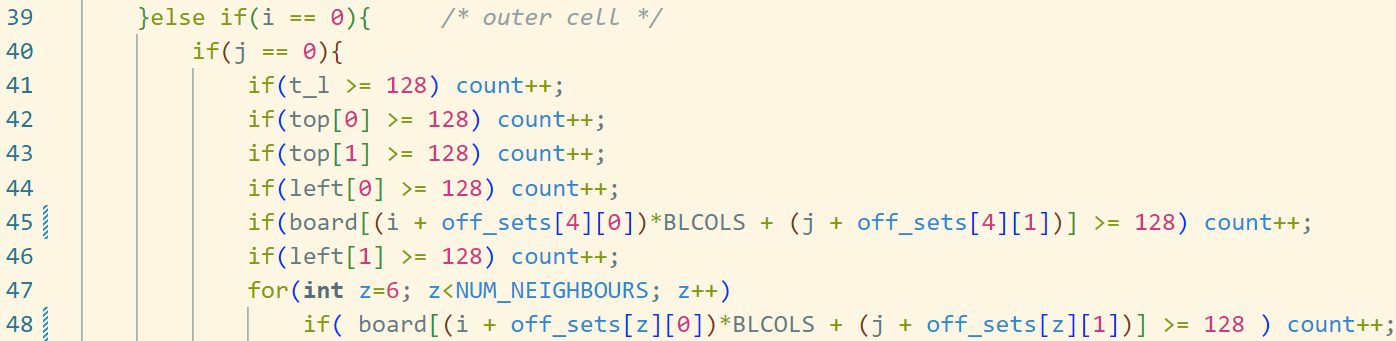 39 }else if(i == 0){ /* outer cell */
40 if(j == 0){
41 if(t_l >= 128) count++;
42 if(top[0] >= 128) count++;
43 if(top[1] >= 128) count++;
44 if(left[0] >= 128) count++;
45 if(board[(i + off_sets[4][0])*BLCOLS + (j + off_sets[4][1])] >= 128) count++;
46 if(left[1] >= 128) count++;
47 for(int z=6; z<NUM_NEIGHBOURS; z++)
48 if( board[(i + off_sets[z][0])*BLCOLS + (j + off_sets[z][1])] >= 128 ) count++;